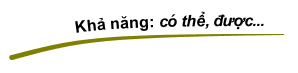 Khả năng: có thể, được...